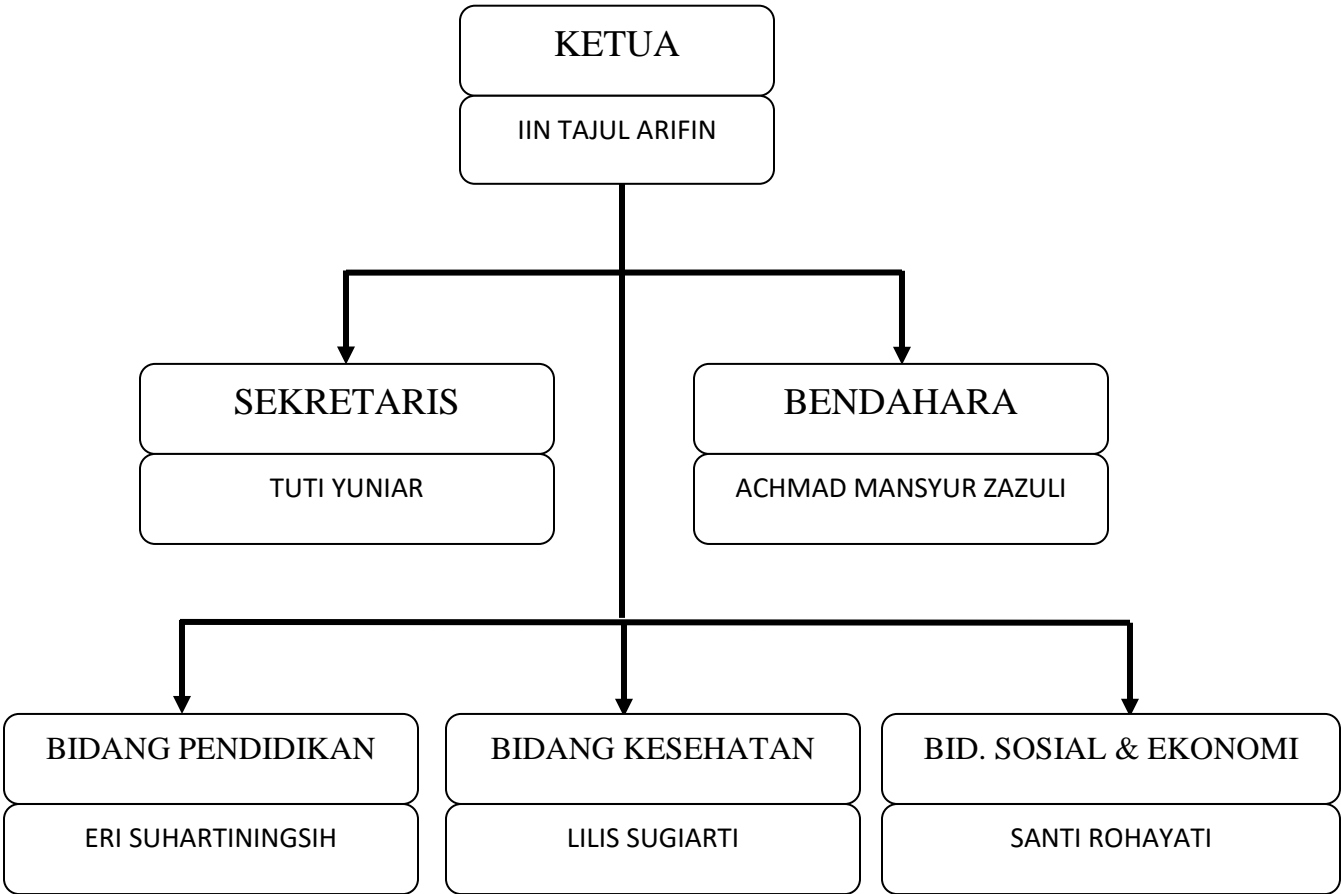 KETUA
IIN TAJUL ARIFIN
SEKRETARIS
TUTI YUNIAR
BENDAHARA
ACHMAD MANSYUR ZAZULI
BIDANG PENDIDIKAN
ERI SUHARTININGSIH
BIDANG KESEHATAN
LILIS SUGIARTI
BID. SOSIAL & EKONOMI
SANTI ROHAYATI